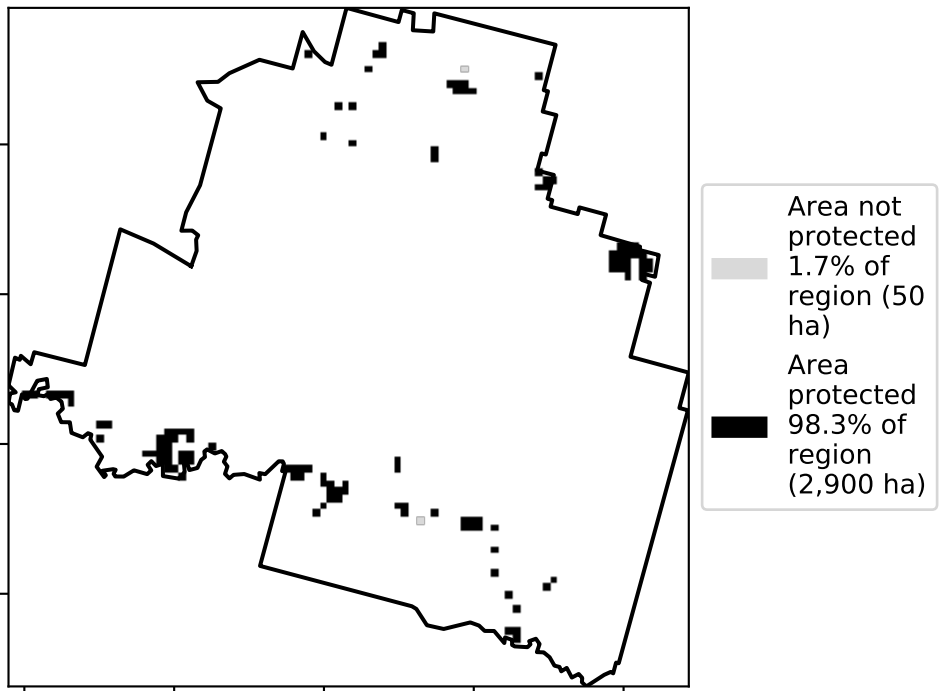 Area not
protected
1.7% of
region (50
ha)
Area
protected
98.3% of
region
(2,900 ha)